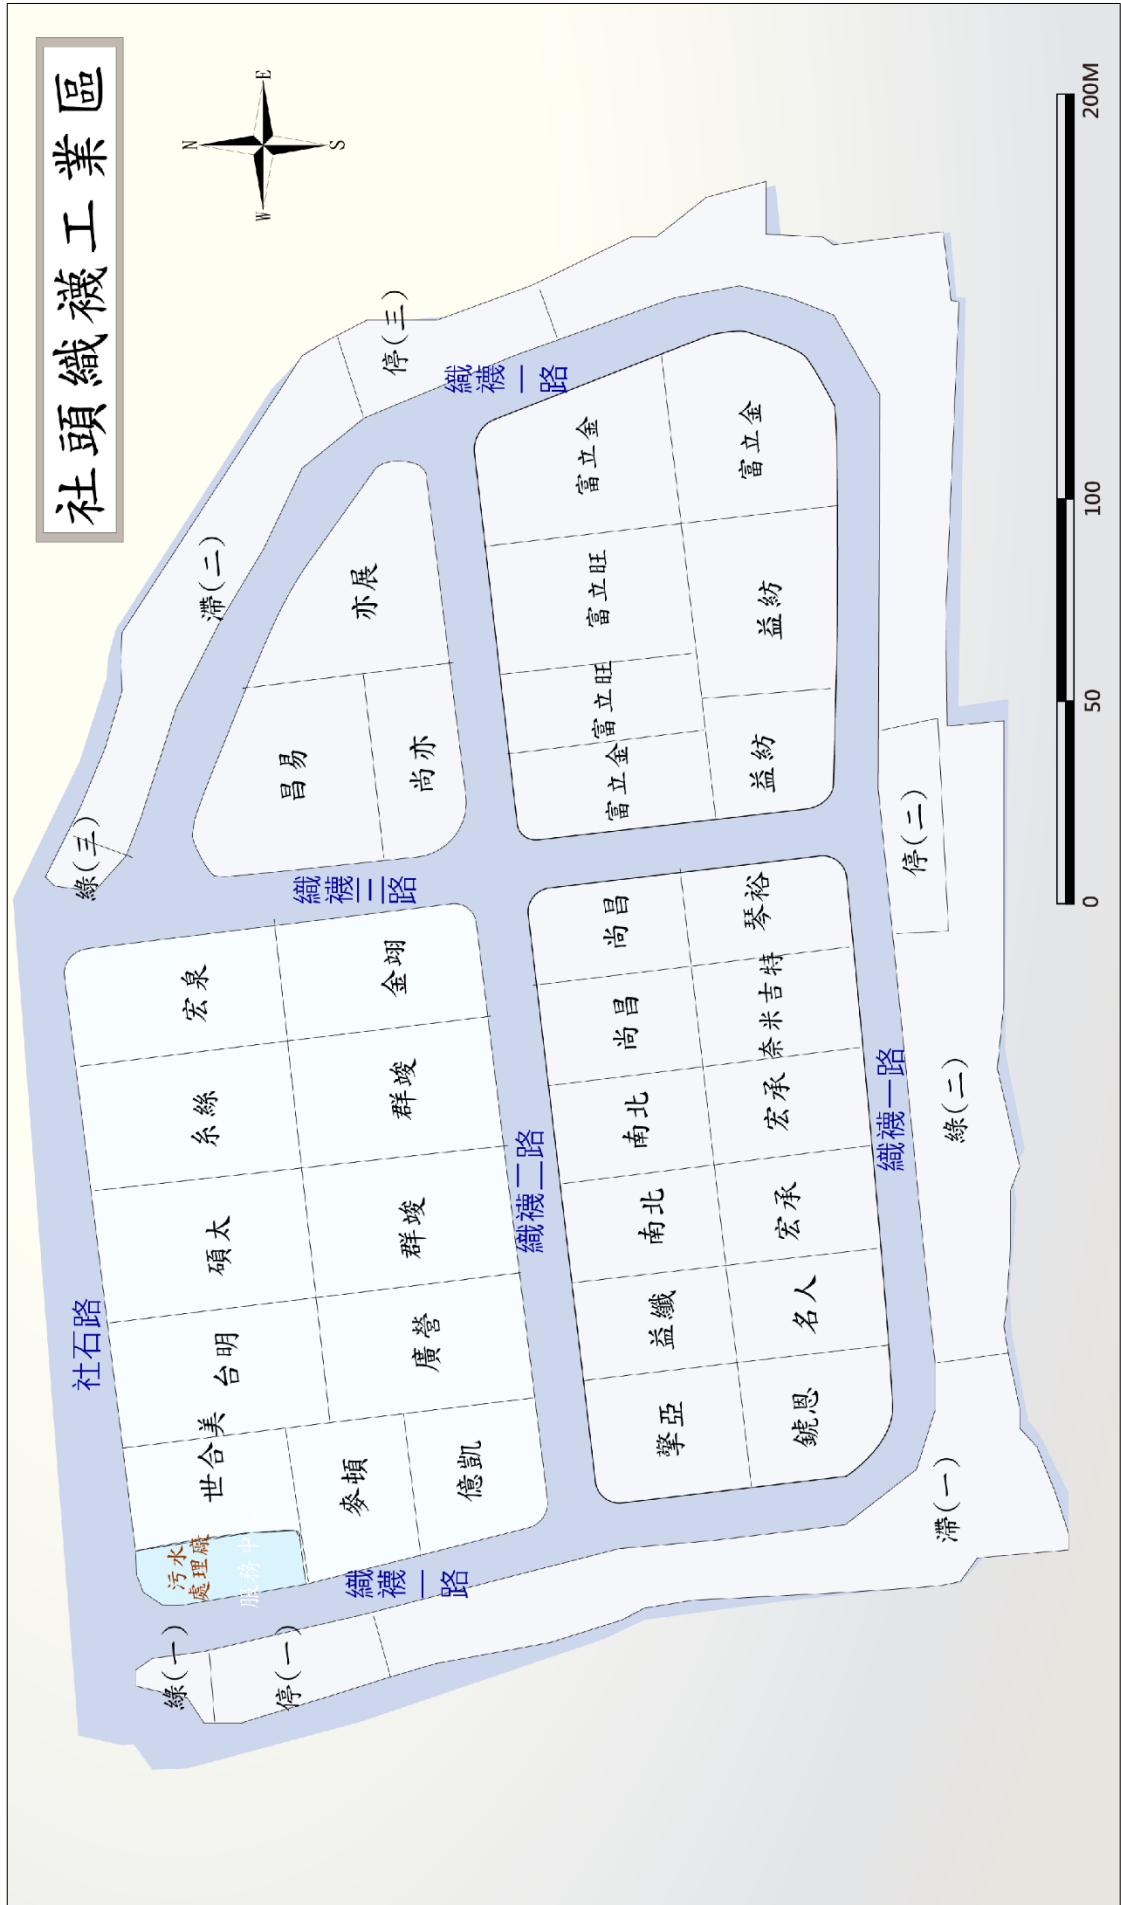 社頭織襪工業區
N
E
S
W
200M
100
50
0
滯(二)
停(三)
織襪一路
綠(三)
亦展
昌易
尚亦
富立金
富立金
富立旺
益紡
富立旺
富立金
益紡
織襪三路
停(二)
社石路
宏泉
金翊
糸絲
群竣
碩太
群竣
台明
廣營
世合美
麥頓
億凱
污水
處理廠
服務中
織襪二路
尚昌
琴裕
尚昌
奈米吉特
南北
宏承
南北
宏承
益纖
名人
擎亞
鎞恩
織襪一路
綠(二)
滯(一)
織襪一路
綠(一)
停(一)